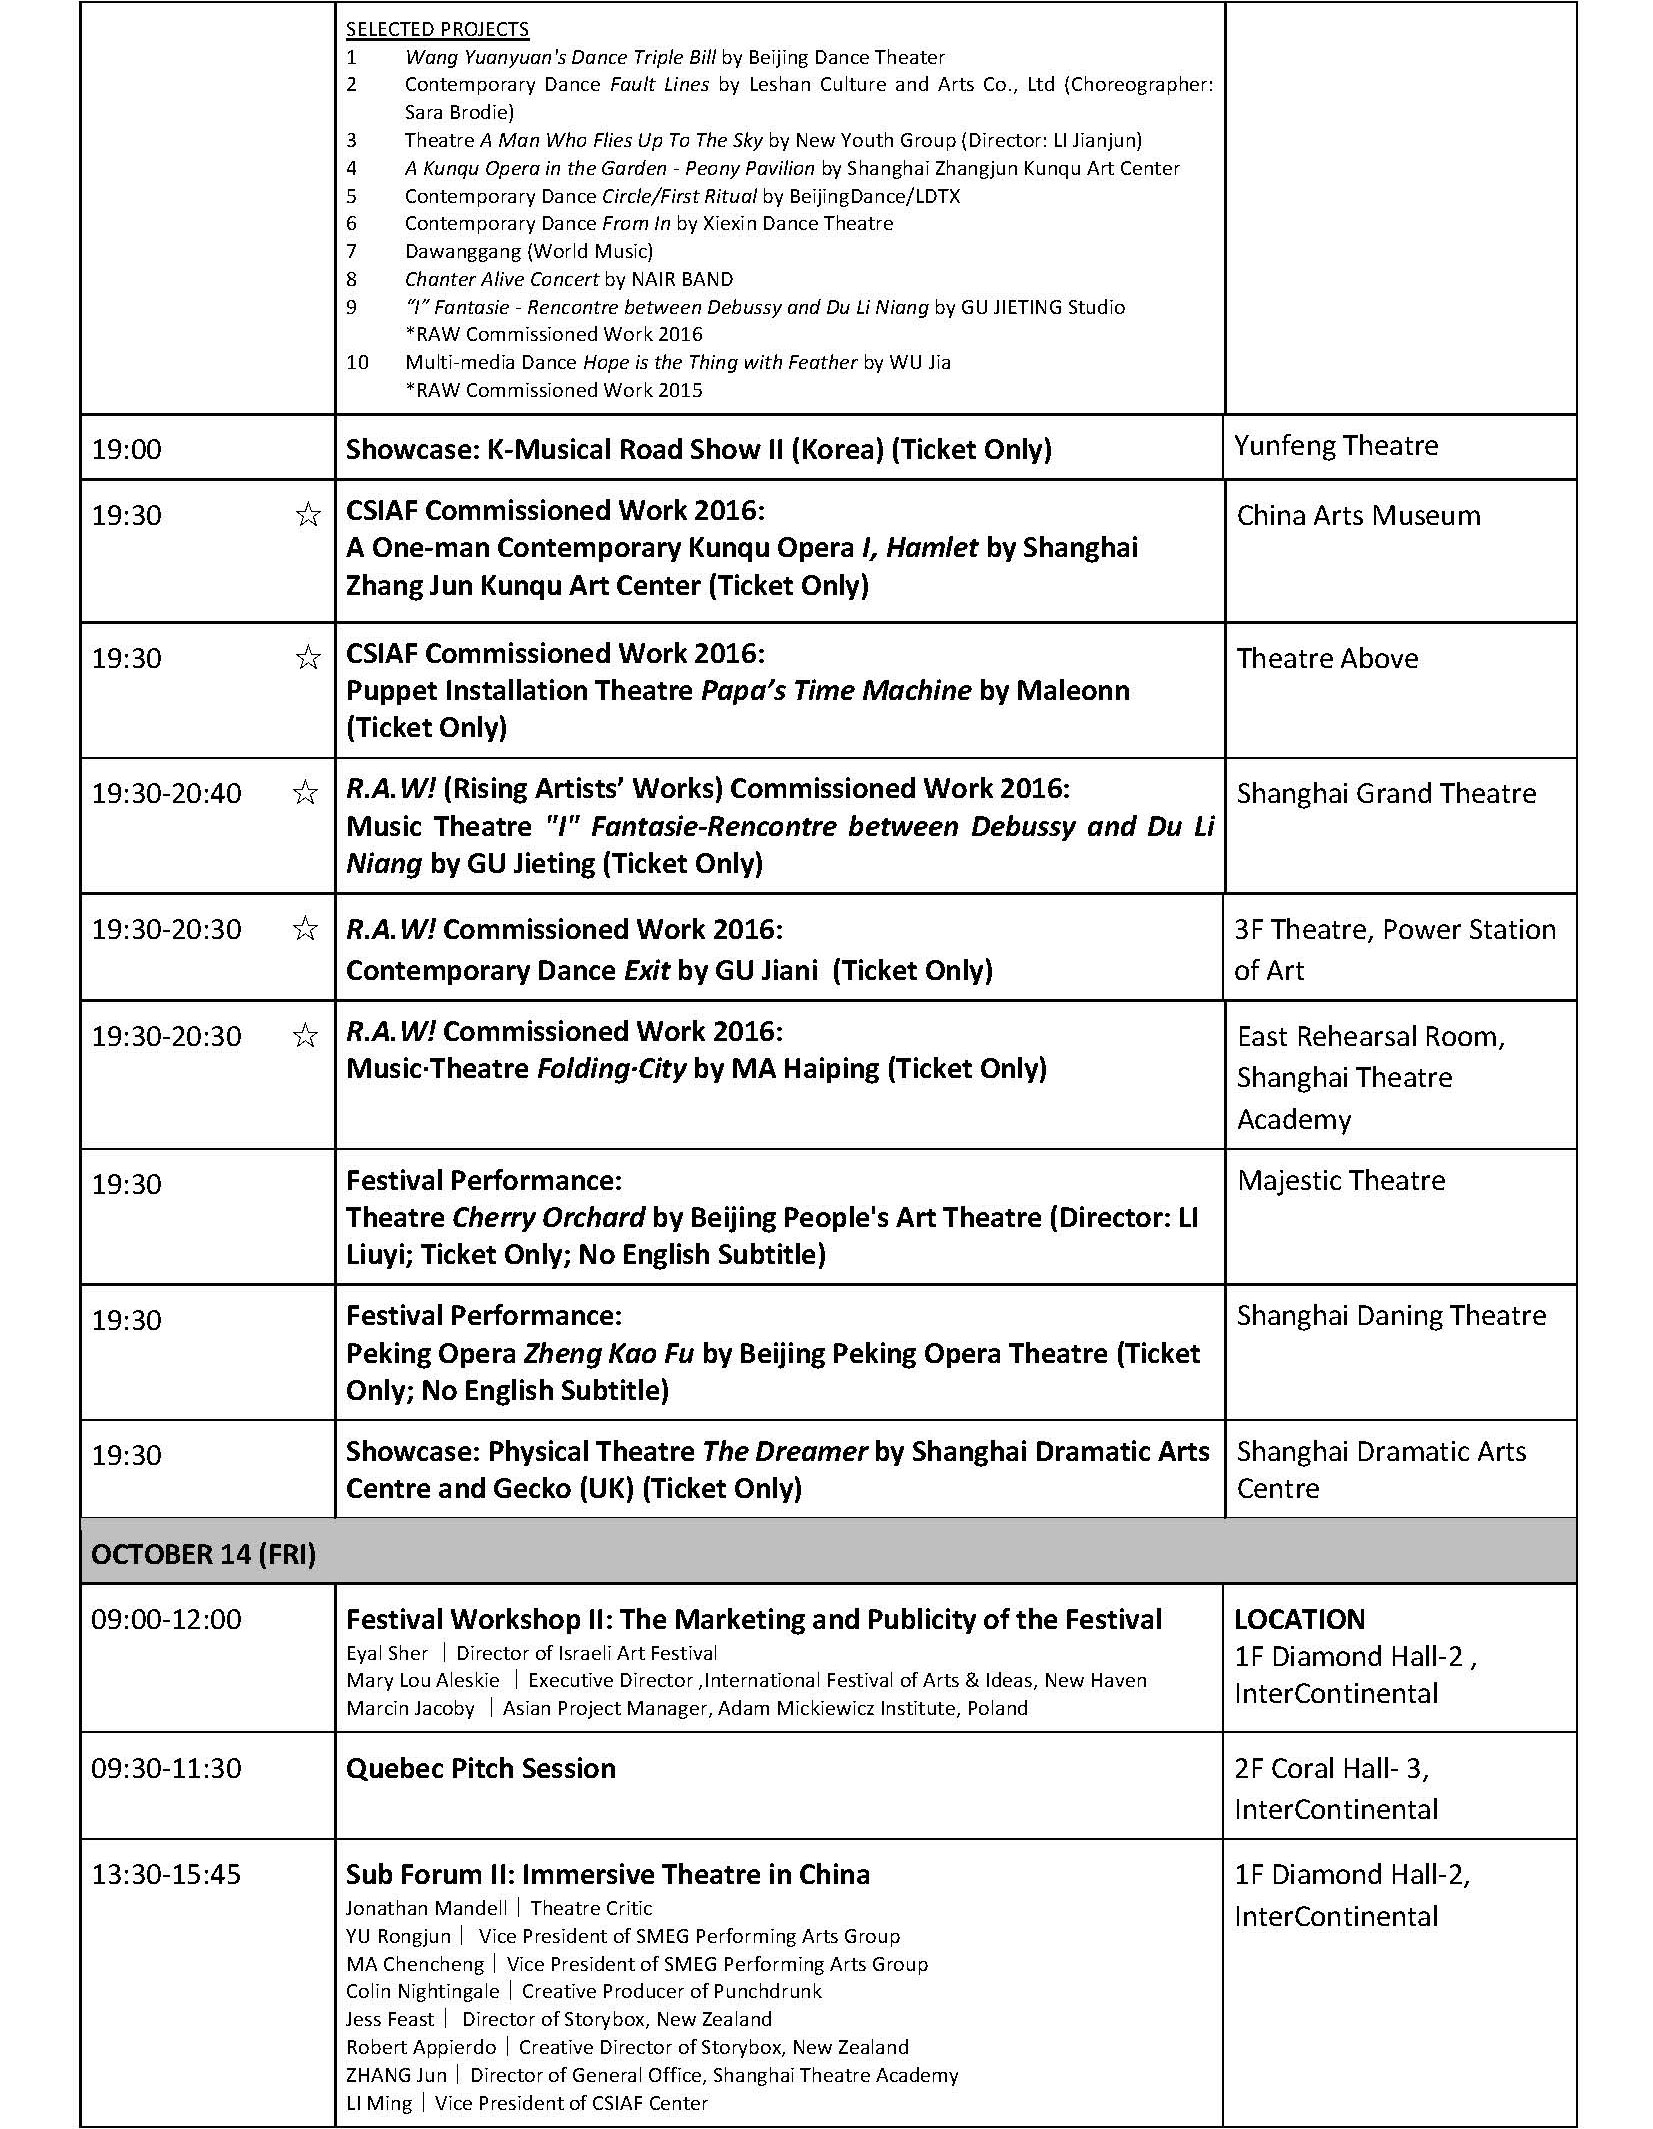 SELECTED PROJECTS
1 Wang Yuanyuan's Dance Triple Bill by Beijing Dance Theater
2 Contemporary Dance Fault Lines by Leshan Culture and Arts Co., Ltd (Choreographer:
Sara Brodie)
3 Theatre A Man Who Flies Up To The Sky by New Youth Group (Director: LI Jianjun)
4 A Kunqu Opera in the Garden - Peony Pavilion by Shanghai Zhangjun Kunqu Art Center
5 Contemporary Dance Circle/First Ritual by BeijingDance/LDTX
6 Contemporary Dance From In by Xiexin Dance Theatre
7 Dawanggang (World Music)
8 Chanter Alive Concert by NAIR BAND
9 “I” Fantasie - Rencontre between Debussy and Du Li Niang by GU JIETING Studio
*RAW Commissioned Work 2016
10 Multi-media Dance Hope is the Thing with Feather by WU Jia
*RAW Commissioned Work 2015
19:00
Showcase: K-Musical Road Show II (Korea) (Ticket Only)
Yunfeng Theatre
19:30 ☆
CSIAF Commissioned Work 2016:
A One-man Contemporary Kunqu Opera I, Hamlet by Shanghai
Zhang Jun Kunqu Art Center (Ticket Only)
China Arts Museum
19:30 ☆
CSIAF Commissioned Work 2016:
Puppet Installation Theatre Papa’s Time Machine by Maleonn
(Ticket Only)
Theatre Above
19:30-20:40 ☆
R.A.W! (Rising Artists’ Works) Commissioned Work 2016:
Music Theatre "I" Fantasie-Rencontre between Debussy and Du Li
Niang by GU Jieting (Ticket Only)
Shanghai Grand Theatre
19:30-20:30 ☆
R.A.W! Commissioned Work 2016:
Contemporary Dance Exit by GU Jiani (Ticket Only)
3F Theatre, Power Station
of Art
19:30-20:30 ☆
R.A.W! Commissioned Work 2016:
Music·Theatre Folding·City by MA Haiping (Ticket Only)
East Rehearsal Room,
Shanghai Theatre
Academy
19:30
Festival Performance:
Theatre Cherry Orchard by Beijing People's Art Theatre (Director: LI
Liuyi; Ticket Only; No English Subtitle)
Majestic Theatre
19:30
Festival Performance:
Peking Opera Zheng Kao Fu by Beijing Peking Opera Theatre (Ticket
Only; No English Subtitle)
Shanghai Daning Theatre
19:30
Showcase: Physical Theatre The Dreamer by Shanghai Dramatic Arts
Centre and Gecko (UK) (Ticket Only)
Shanghai Dramatic Arts
Centre
OCTOBER 14 (FRI)
09:00-12:00
Festival Workshop II: The Marketing and Publicity of the Festival
Eyal Sher | Director of Israeli Art Festival
Mary Lou Aleskie | Executive Director ,International Festival of Arts & Ideas, New Haven
Marcin Jacoby | Asian Project Manager, Adam Mickiewicz Institute, Poland
LOCATION
1F Diamond Hall-2 ,
InterContinental
09:30-11:30
Quebec Pitch Session
2F Coral Hall- 3,
InterContinental
13:30-15:45
Sub Forum II: Immersive Theatre in China
Jonathan Mandell | Theatre Critic
YU Rongjun | Vice President of SMEG Performing Arts Group
MA Chencheng | Vice President of SMEG Performing Arts Group
Colin Nightingale | Creative Producer of Punchdrunk
Jess Feast | Director of Storybox, New Zealand
Robert Appierdo | Creative Director of Storybox, New Zealand
ZHANG Jun | Director of General Office, Shanghai Theatre Academy
LI Ming | Vice President of CSIAF Center
1F Diamond Hall-2,
InterContinental